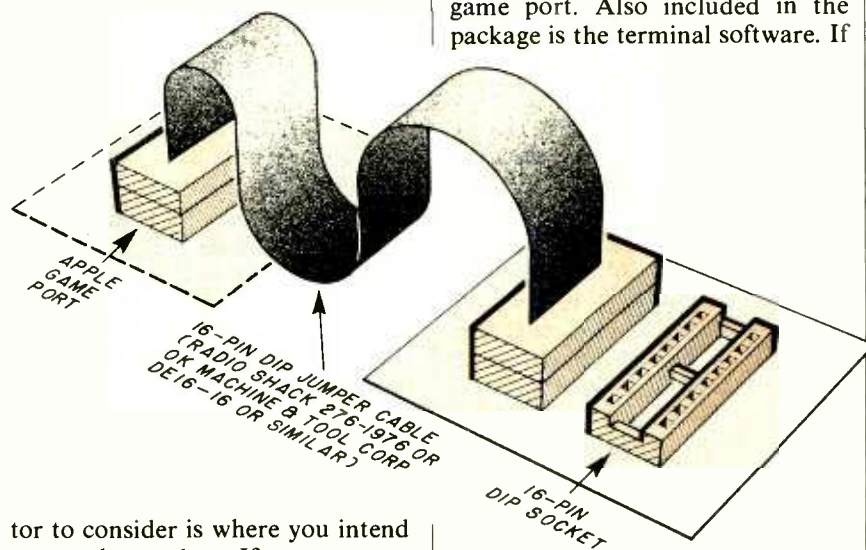 game port. Also included in the
package is the terminal software. If
APPLE
GAME
PORT
16-PIN DIP JUMPER CABLE
(RADIO SHACK 276-1976 OR
OK MACHINE & TOOL CORP
DE16-16 OR SIMILAR)
16-PIN
DIP SOCKET
tor to consider is where you intend